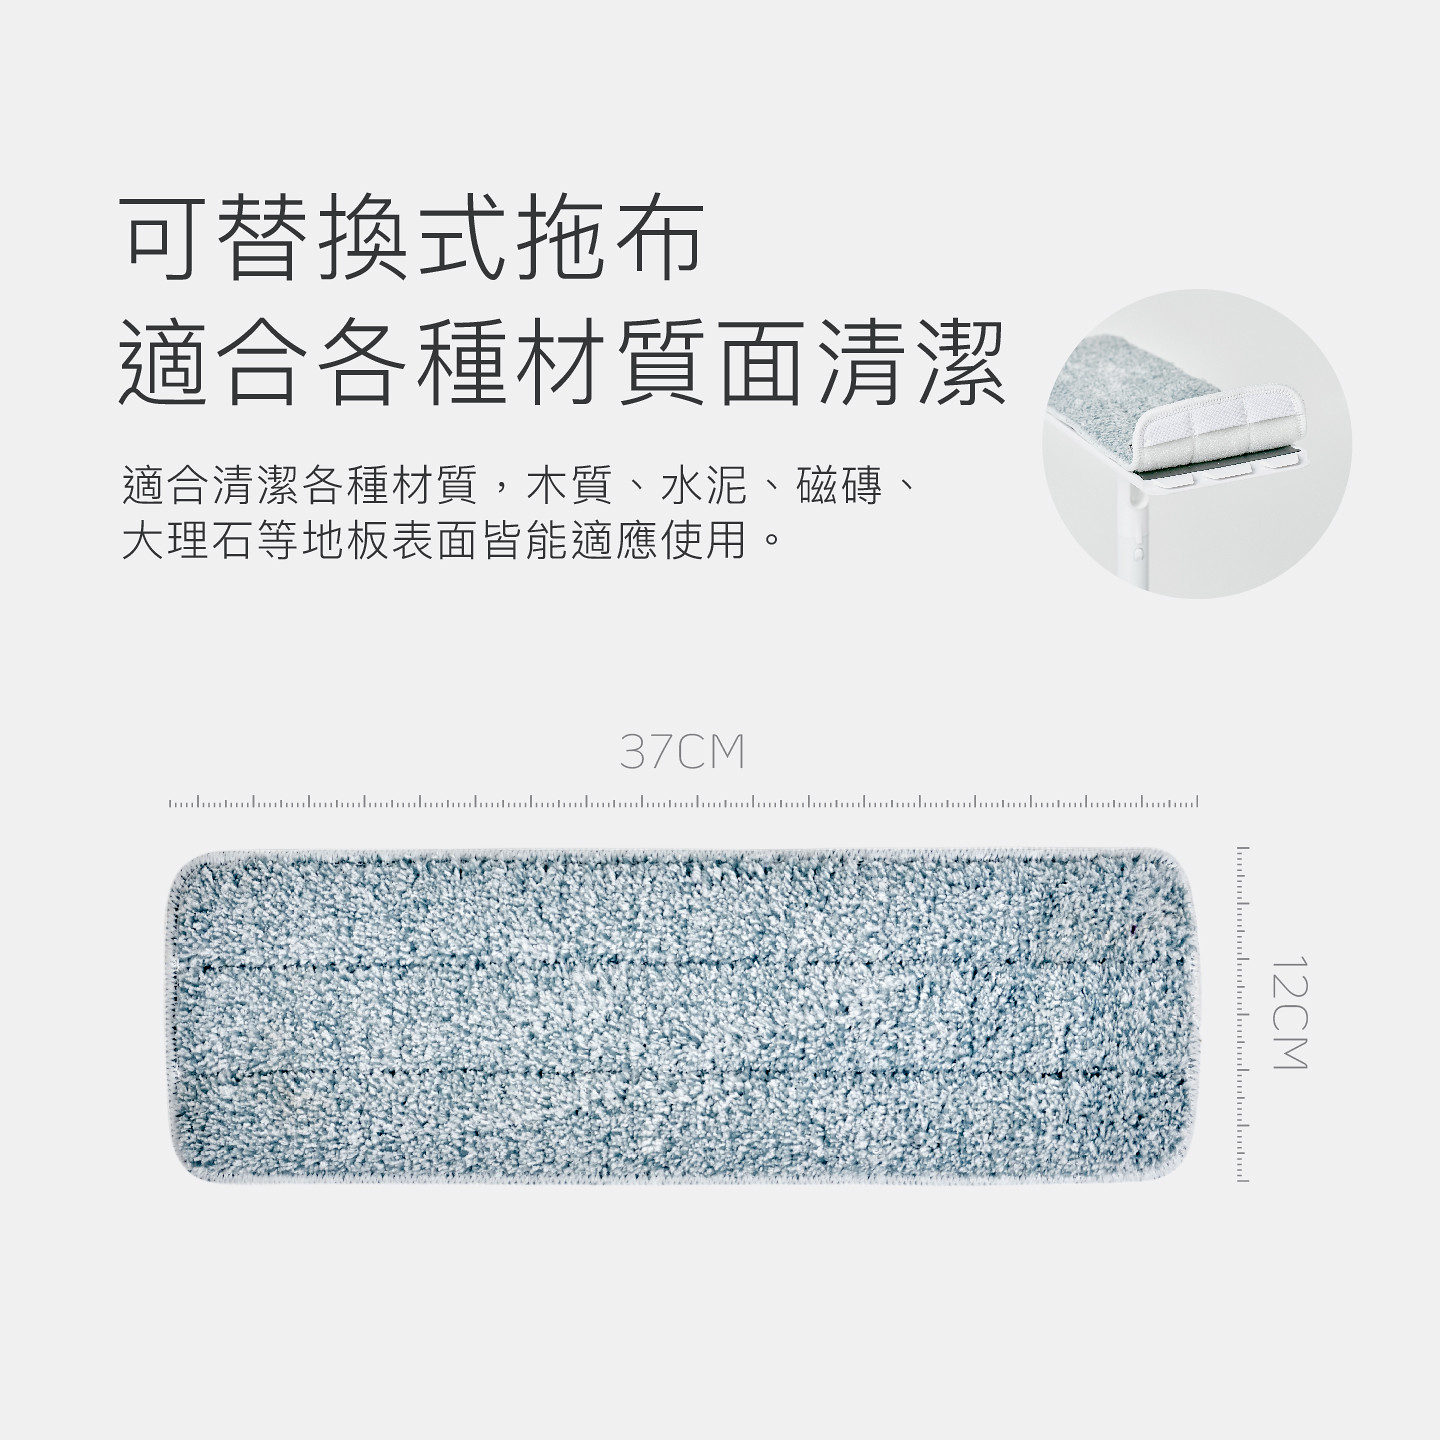 可替換式拖布
適合各種材質面清潔
適合清潔各種材質，木質、水泥、磁磚、
大理石等地板表面皆能適應使用。
37CM
12CM